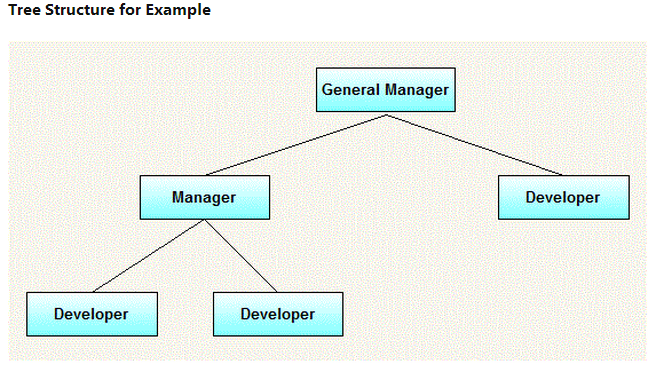 Tree Structure for Example
General Manager
Manager
Developer
Developer
Developer